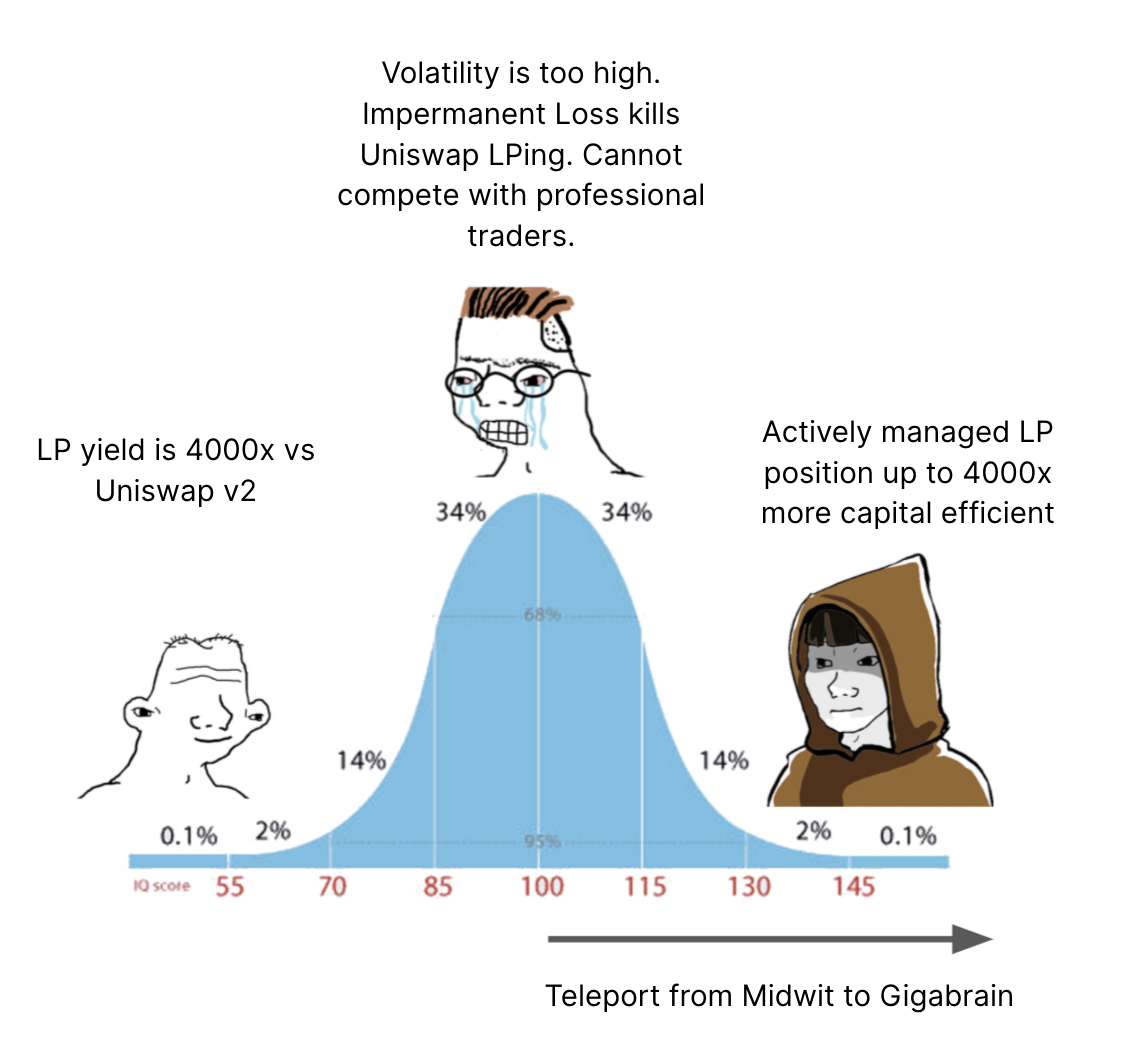 Volatility is too high.
Impermanent Loss kills
Uniswap LPing. Cannot
compete with professional
traders.
LP yield is 4000x vs
Uniswap v2
Actively managed LP
position up to 4000x
more capital efficient
34% 34%
68%
14% 14%
0.1% 2% 95% 2% 0.1%
IQ score 55 70 85 100 115 130 145
Teleport from Midwit to Gigabrain